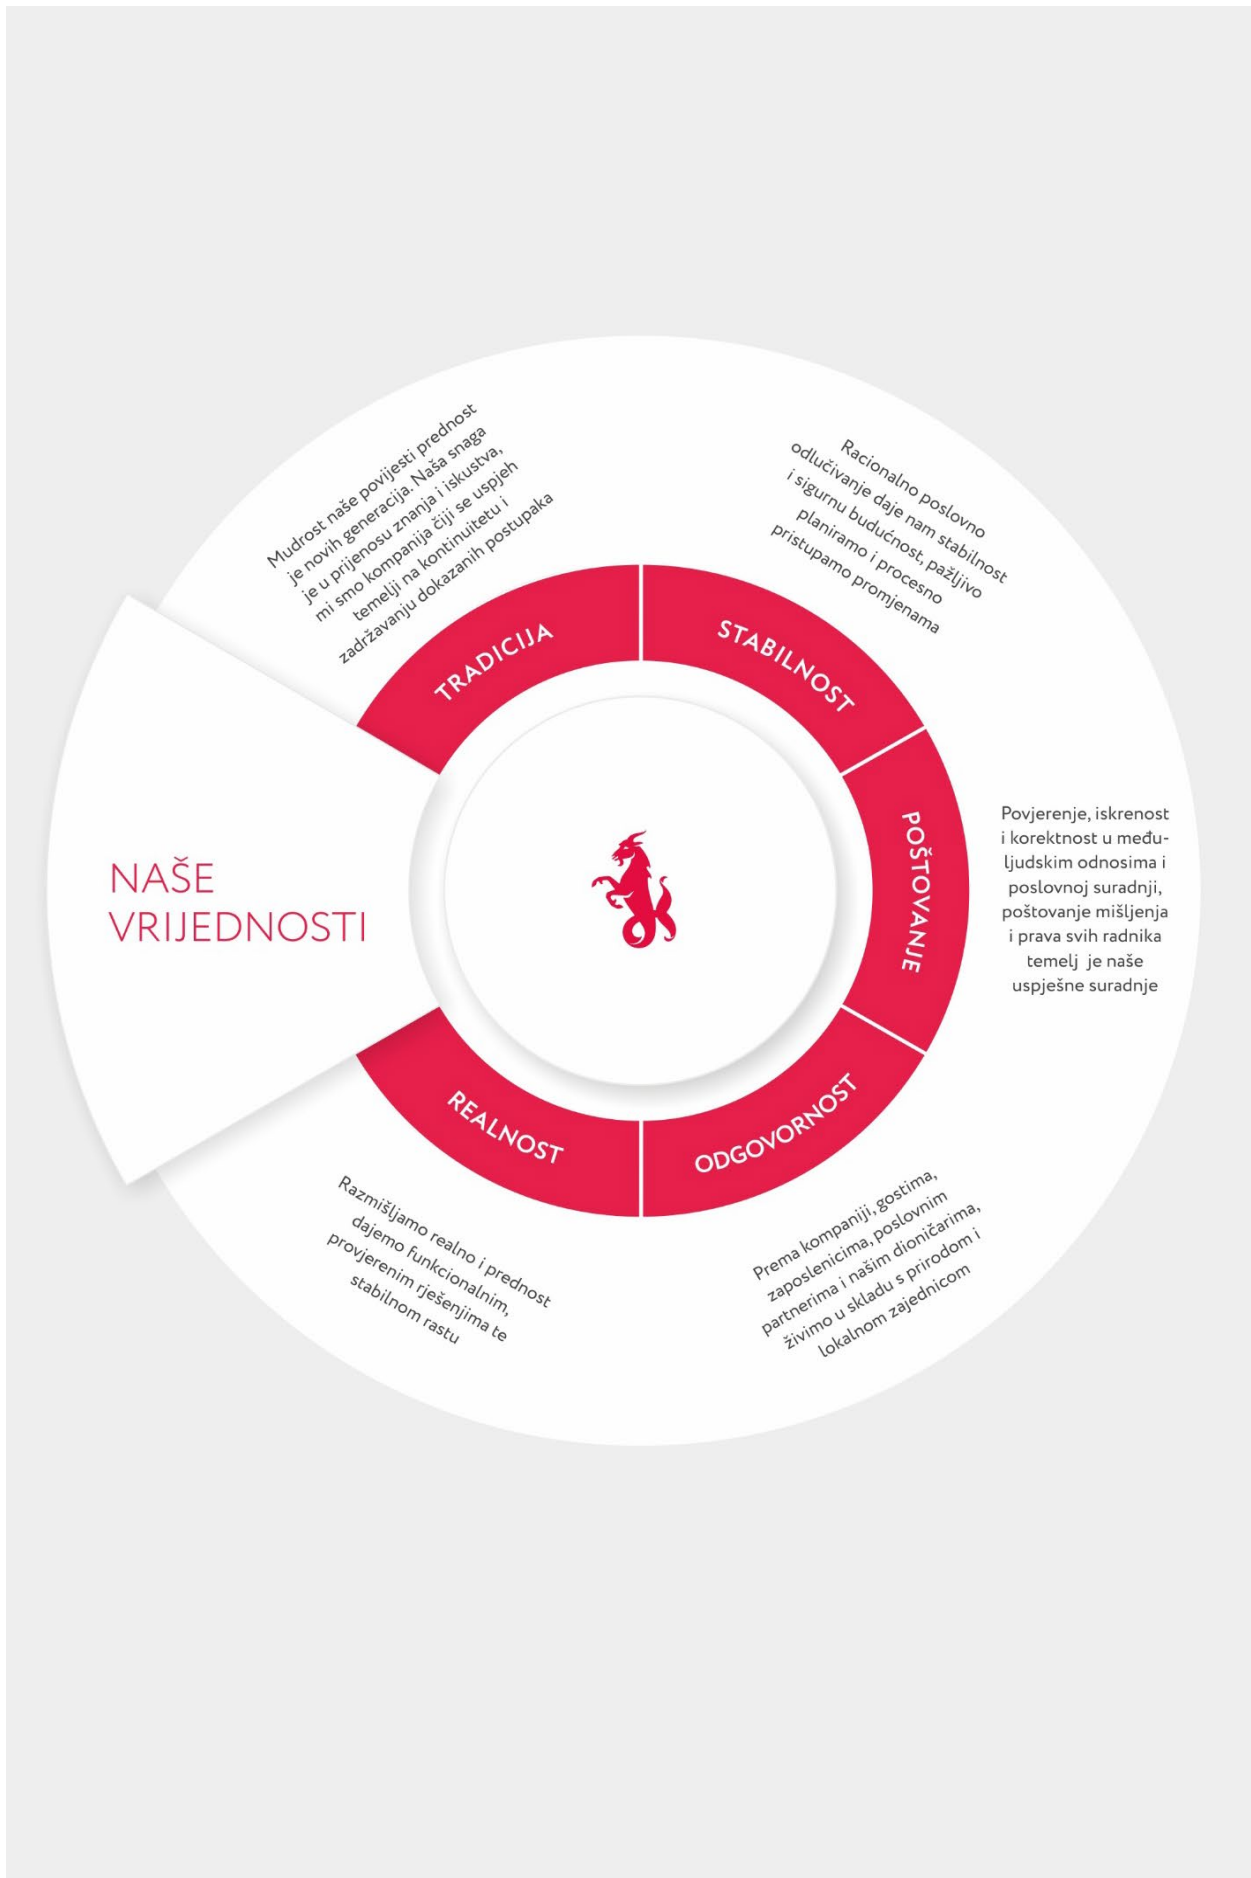 NAŠE
VRIJEDNOSTI
TRADICIJA
Mudrost naše povijesti prednost
je novih generacija. Naša snaga
je u prijenosu znanja i iskustva,
mi smo kompanija čiji se uspjeh
temelji na kontinuitetu i
zadržavanju dokazanih postupaka
STABILNOST
Racionalno poslovno
odlučivanje daje nam stabilnost
i sigurnu budućnost, pažljivo
planiramo i procesno
pristupamo promjenama
POŠTOVANJE
Povjerenje, iskrenost
i korektnost u među-
ljudskim odnosima i
poslovnoj suradnji,
poštovanje mišljenja
i prava svih radnika
temelj je naše
uspješne suradnje
ODGOVORNOST
Prema kompaniji, gostima,
zaposlenicima, poslovnim
partnerima i našim dioničarima,
živimo u skladu s prirodom i
lokalnom zajednicom
REALNOST
Razmišljamo realno i prednost
dajemo funkcionalnim,
provjerenim rješenjima te
stabilnom rastu